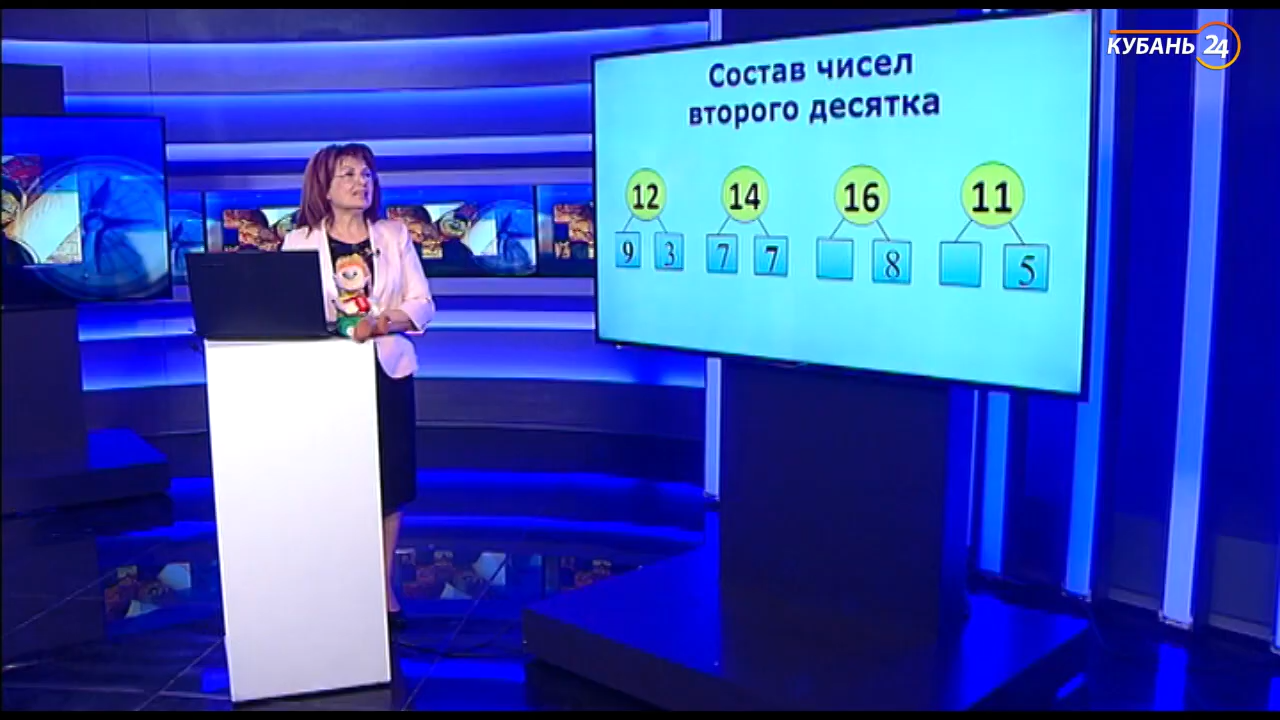 КУБАНЬ 24
Состав чисел
второго десятка
12 14 16 11
9 3 7 7 8 5